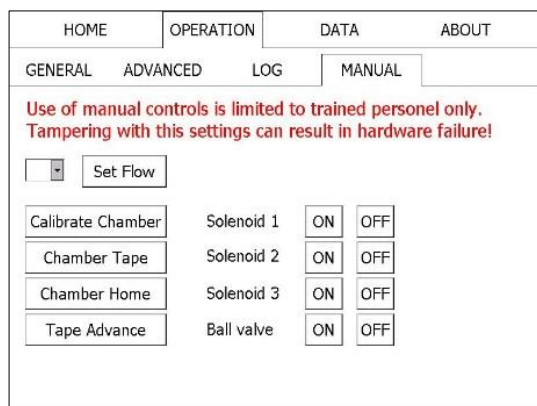 HOME OPERATION DATA ABOUT
GENERAL ADVANCED LOG MANUAL
Use of manual controls is limited to trained personel only.
Tampering with this settings can result in hardware failure!
Set Flow
Calibrate Chamber Solenoid 1 ON OFF
Chamber Tape Solenoid 2 ON OFF
Chamber Home Solenoid 3 ON OFF
Tape Advance Ball valve ON OFF